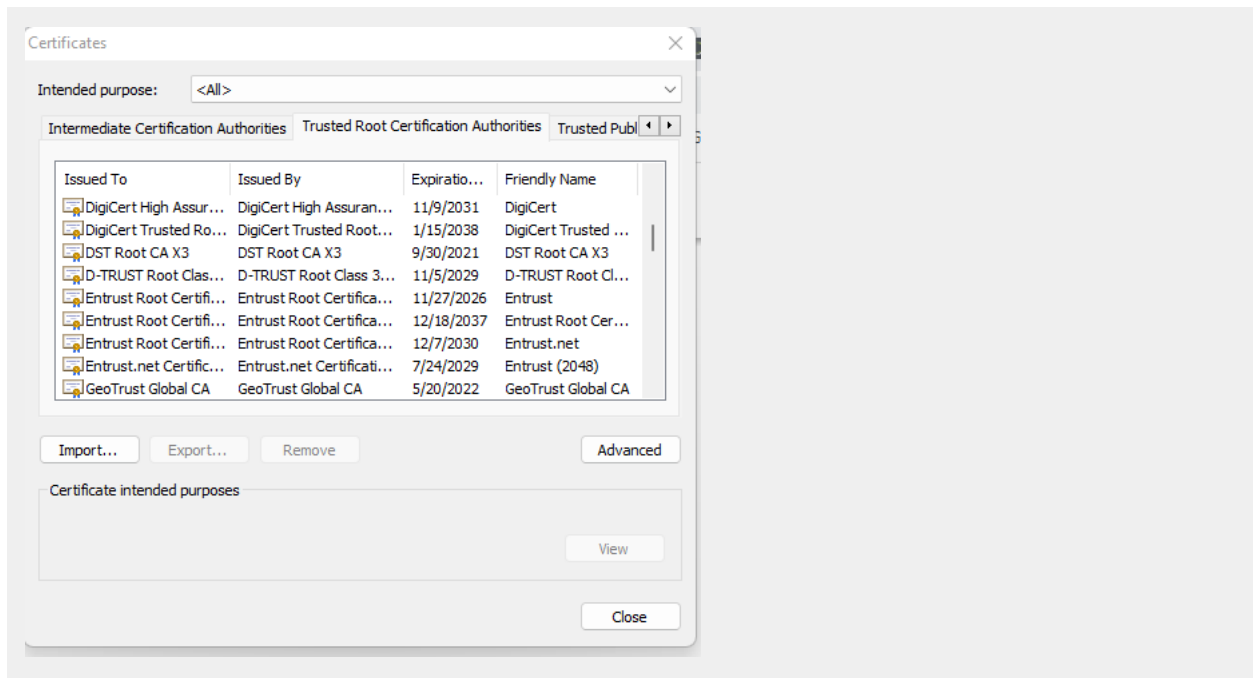 Certificates
Intended purpose: <All>
Intermediate Certification Authorities Trusted Root Certification Authorities Trusted Publ
Issued To Issued By Expiratio... Friendly Name
DigiCert High Assur... DigiCert High Assuran... 11/9/2031 DigiCert
DigiCert Trusted Ro... DigiCert Trusted Root... 1/15/2038 DigiCert Trusted ...
DST Root CA X3 DST Root CA X3 9/30/2021 DST Root CA X3
D-TRUST Root Clas... D-TRUST Root Class 3... 11/5/2029 D-TRUST Root Cl...
Entrust Root Certifi... Entrust Root Certifica... 11/27/2026 Entrust
Entrust Root Certifi... Entrust Root Certifica... 12/18/2037 Entrust Root Cer...
Entrust Root Certifi... Entrust Root Certifica... 12/7/2030 Entrust.net
Entrust.net Certific... Entrust.net Certificati... 7/24/2029 Entrust (2048)
GeoTrust Global CA GeoTrust Global CA 5/20/2022 GeoTrust Global CA
Import... Export... Remove Advanced
Certificate intended purposes
View
Close